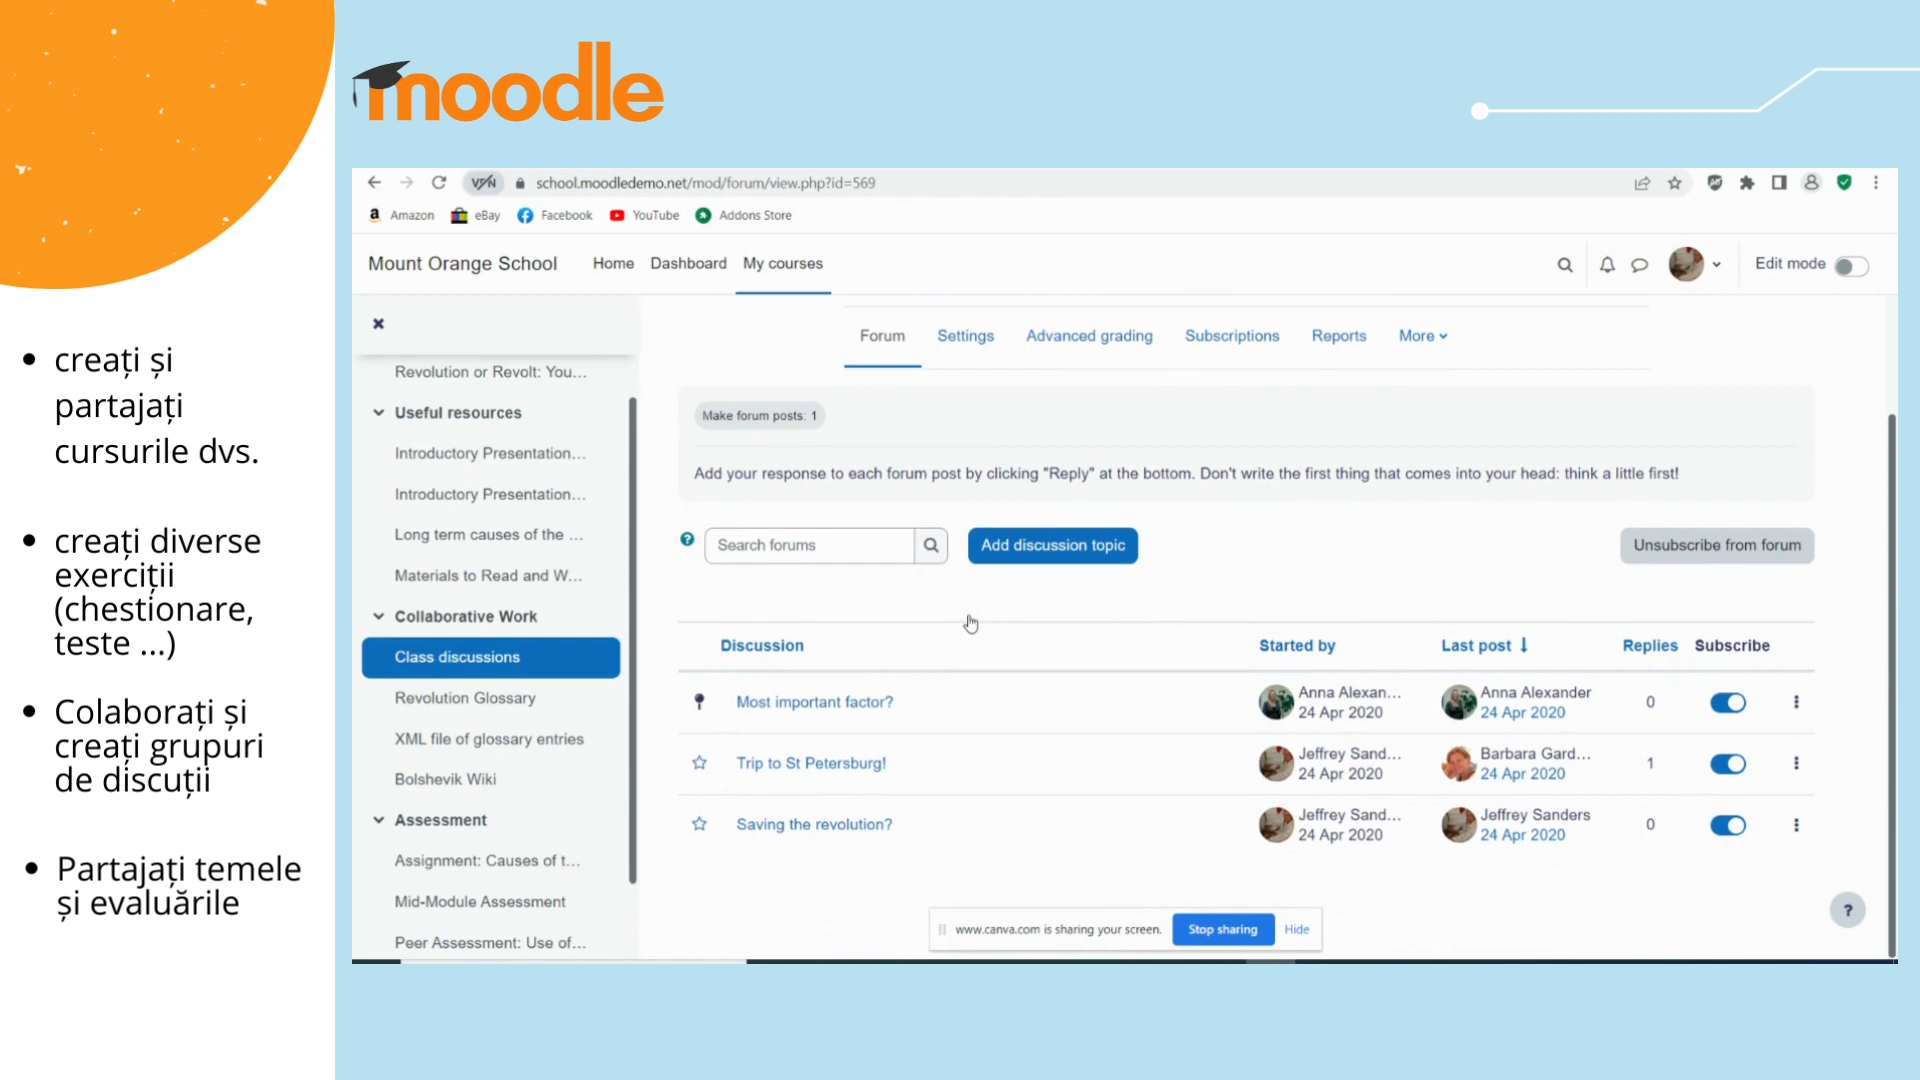 moodle
creați și
partajați
cursurile dvs.
creați diverse
exerciții
(chestionare,
teste ...)
Colaborați și
creați grupuri
de discuții
Partajați temele
și evaluările
VPN
school.moodledemo.net/mod/forum/view.php?id=569
Amazon eBay Facebook YouTube Addons Store
Mount Orange School Home Dashboard My courses Edit mode
Revolution or Revolt: You...
Useful resources
Introductory Presentation...
Introductory Presentation...
Long term causes of the ...
Materials to Read and W...
Collaborative Work
Class discussions
Revolution Glossary
XML file of glossary entries
Bolshevik Wiki
Assessment
Assignment: Causes of t...
Mid-Module Assessment
Peer Assessment: Use of...
Forum Settings Advanced grading Subscriptions Reports More
Make forum posts: 1
Add your response to each forum post by clicking "Reply" at the bottom. Don't write the first thing that comes into your head: think a little first!
? Search forums Add discussion topic Unsubscribe from forum
Discussion Started by Last post Replies Subscribe
Most important factor? Anna Alexan... Anna Alexander 0
24 Apr 2020 24 Apr 2020
Trip to St Petersburg! Jeffrey Sand... Barbara Gard... 1
24 Apr 2020 24 Apr 2020
Saving the revolution? Jeffrey Sand... Jeffrey Sanders 0
24 Apr 2020 24 Apr 2020
?
www.canva.com is sharing your screen. Stop sharing Hide